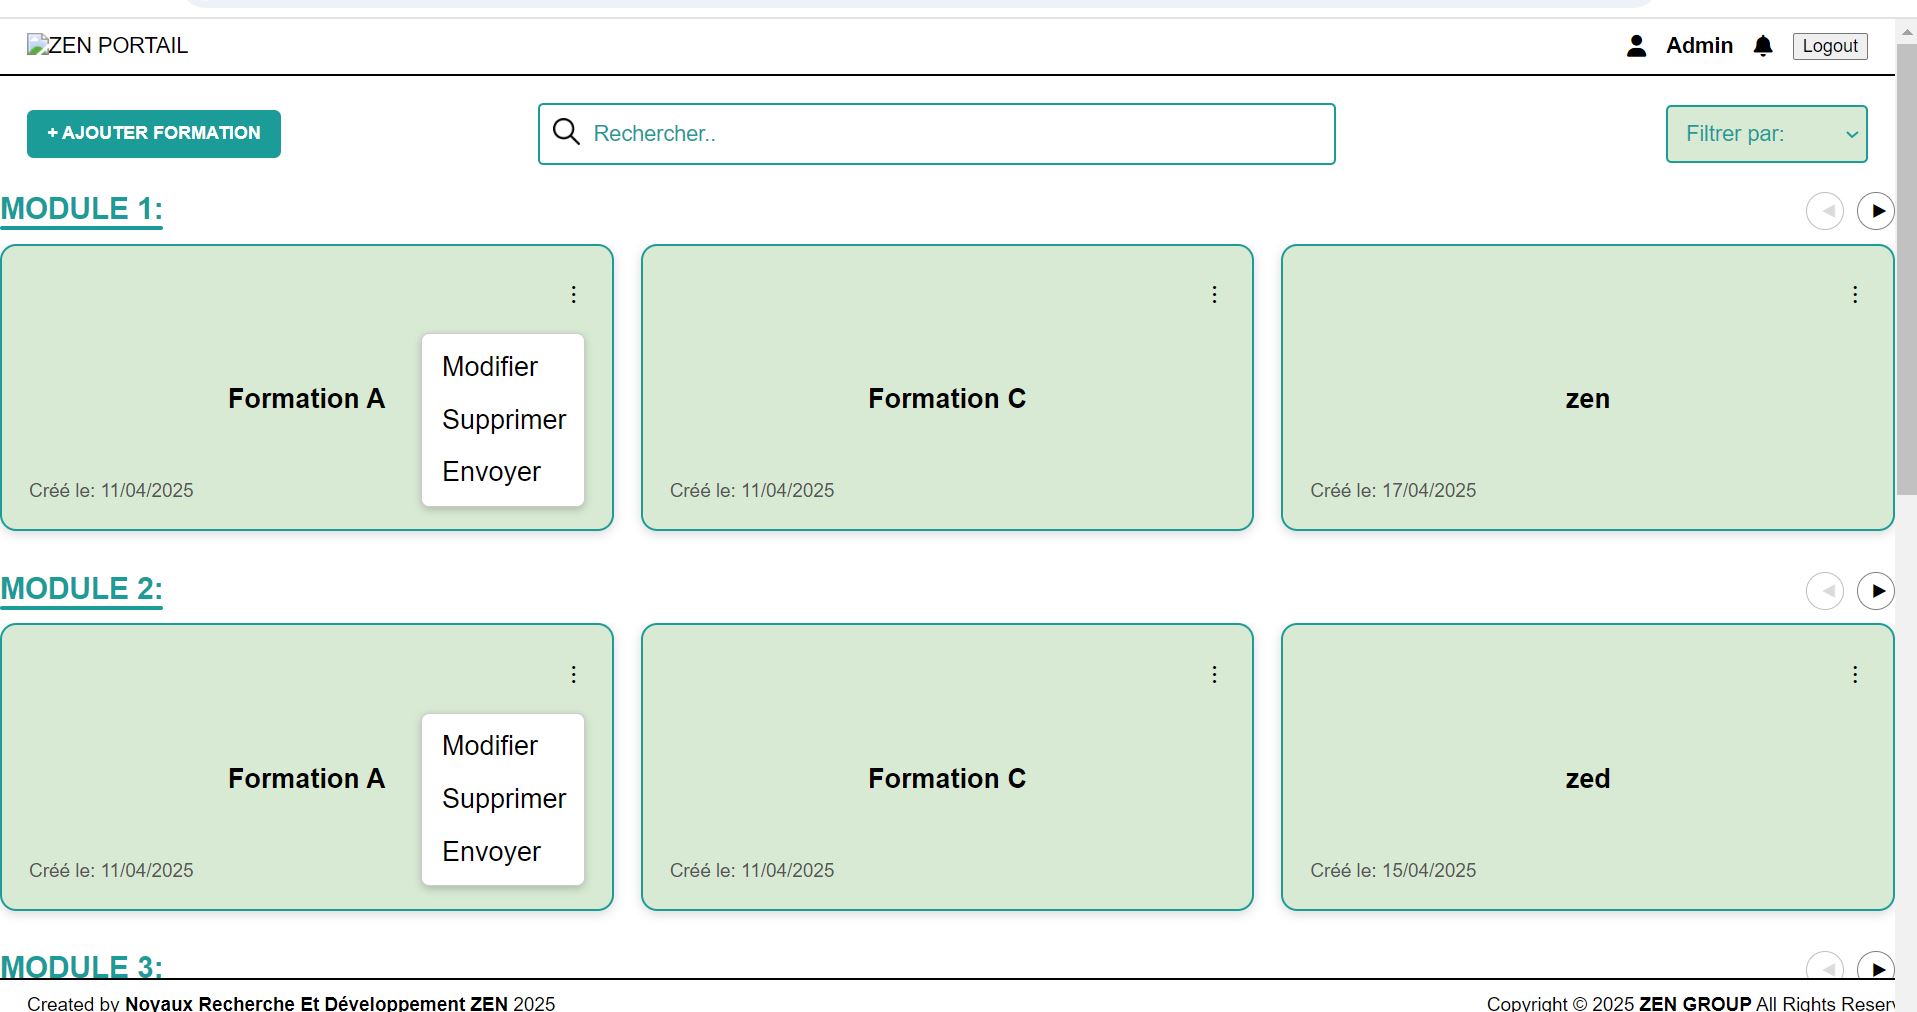 ZEN PORTAIL
Admin
Logout
+ AJOUTER FORMATION
Rechercher..
Filtrer par:
MODULE 1:
Formation A
Modifier
Supprimer
Envoyer
Créé le: 11/04/2025
Formation C
Créé le: 11/04/2025
zen
Créé le: 17/04/2025
MODULE 2:
Formation A
Modifier
Supprimer
Envoyer
Créé le: 11/04/2025
Formation C
Créé le: 11/04/2025
zed
Créé le: 15/04/2025
MODULE 3:
Created by Noyaux Recherche Et Développement ZEN 2025
Copyright © 2025 ZEN GROUP All Rights Reserv